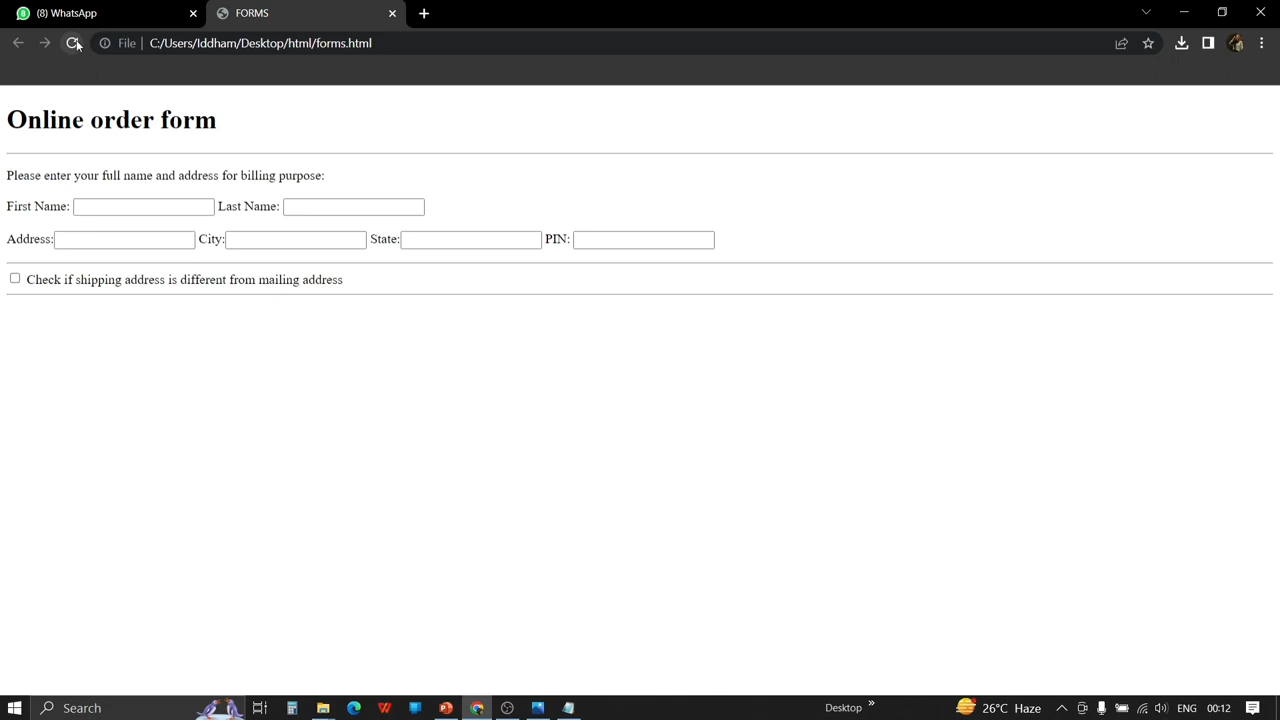 (8) WhatsApp
FORMS
File C:/Users/Iddham/Desktop/html/forms.html
Online order form
Please enter your full name and address for billing purpose:
First Name: Last Name:
Address: City: State: PIN:
Check if shipping address is different from mailing address
Search
Desktop »
26°C Haze
ENG
00:12